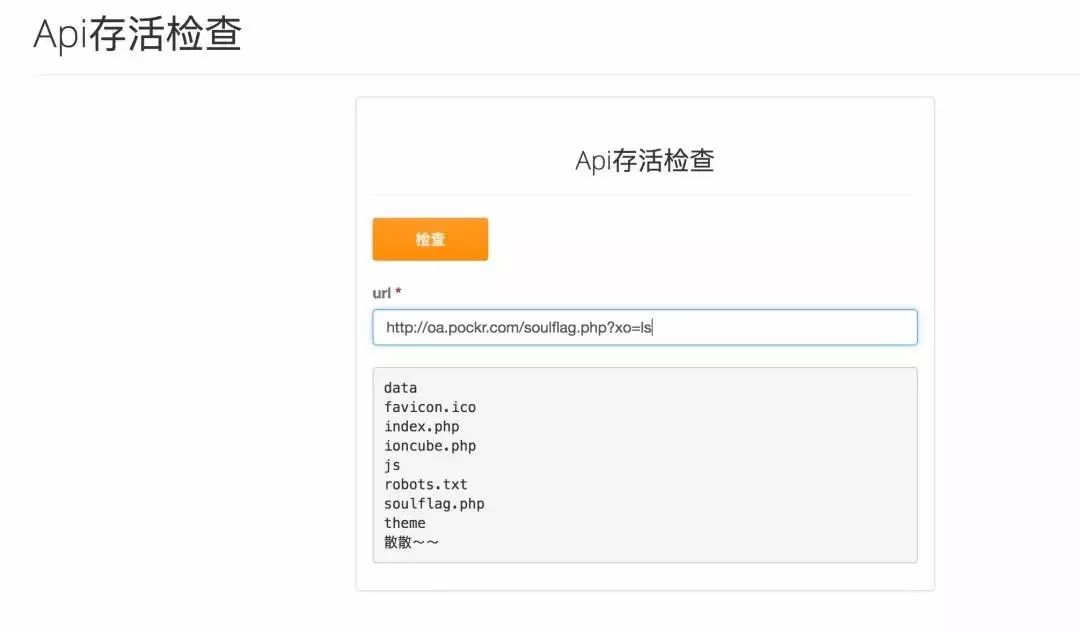 Api存活检查
Api存活检查
检查
url *
http://oa.pockr.com/soulflag.php?xo=ls
data
favicon.ico
index.php
ioncube.php
js
robots.txt
soulflag.php
theme
散散～～